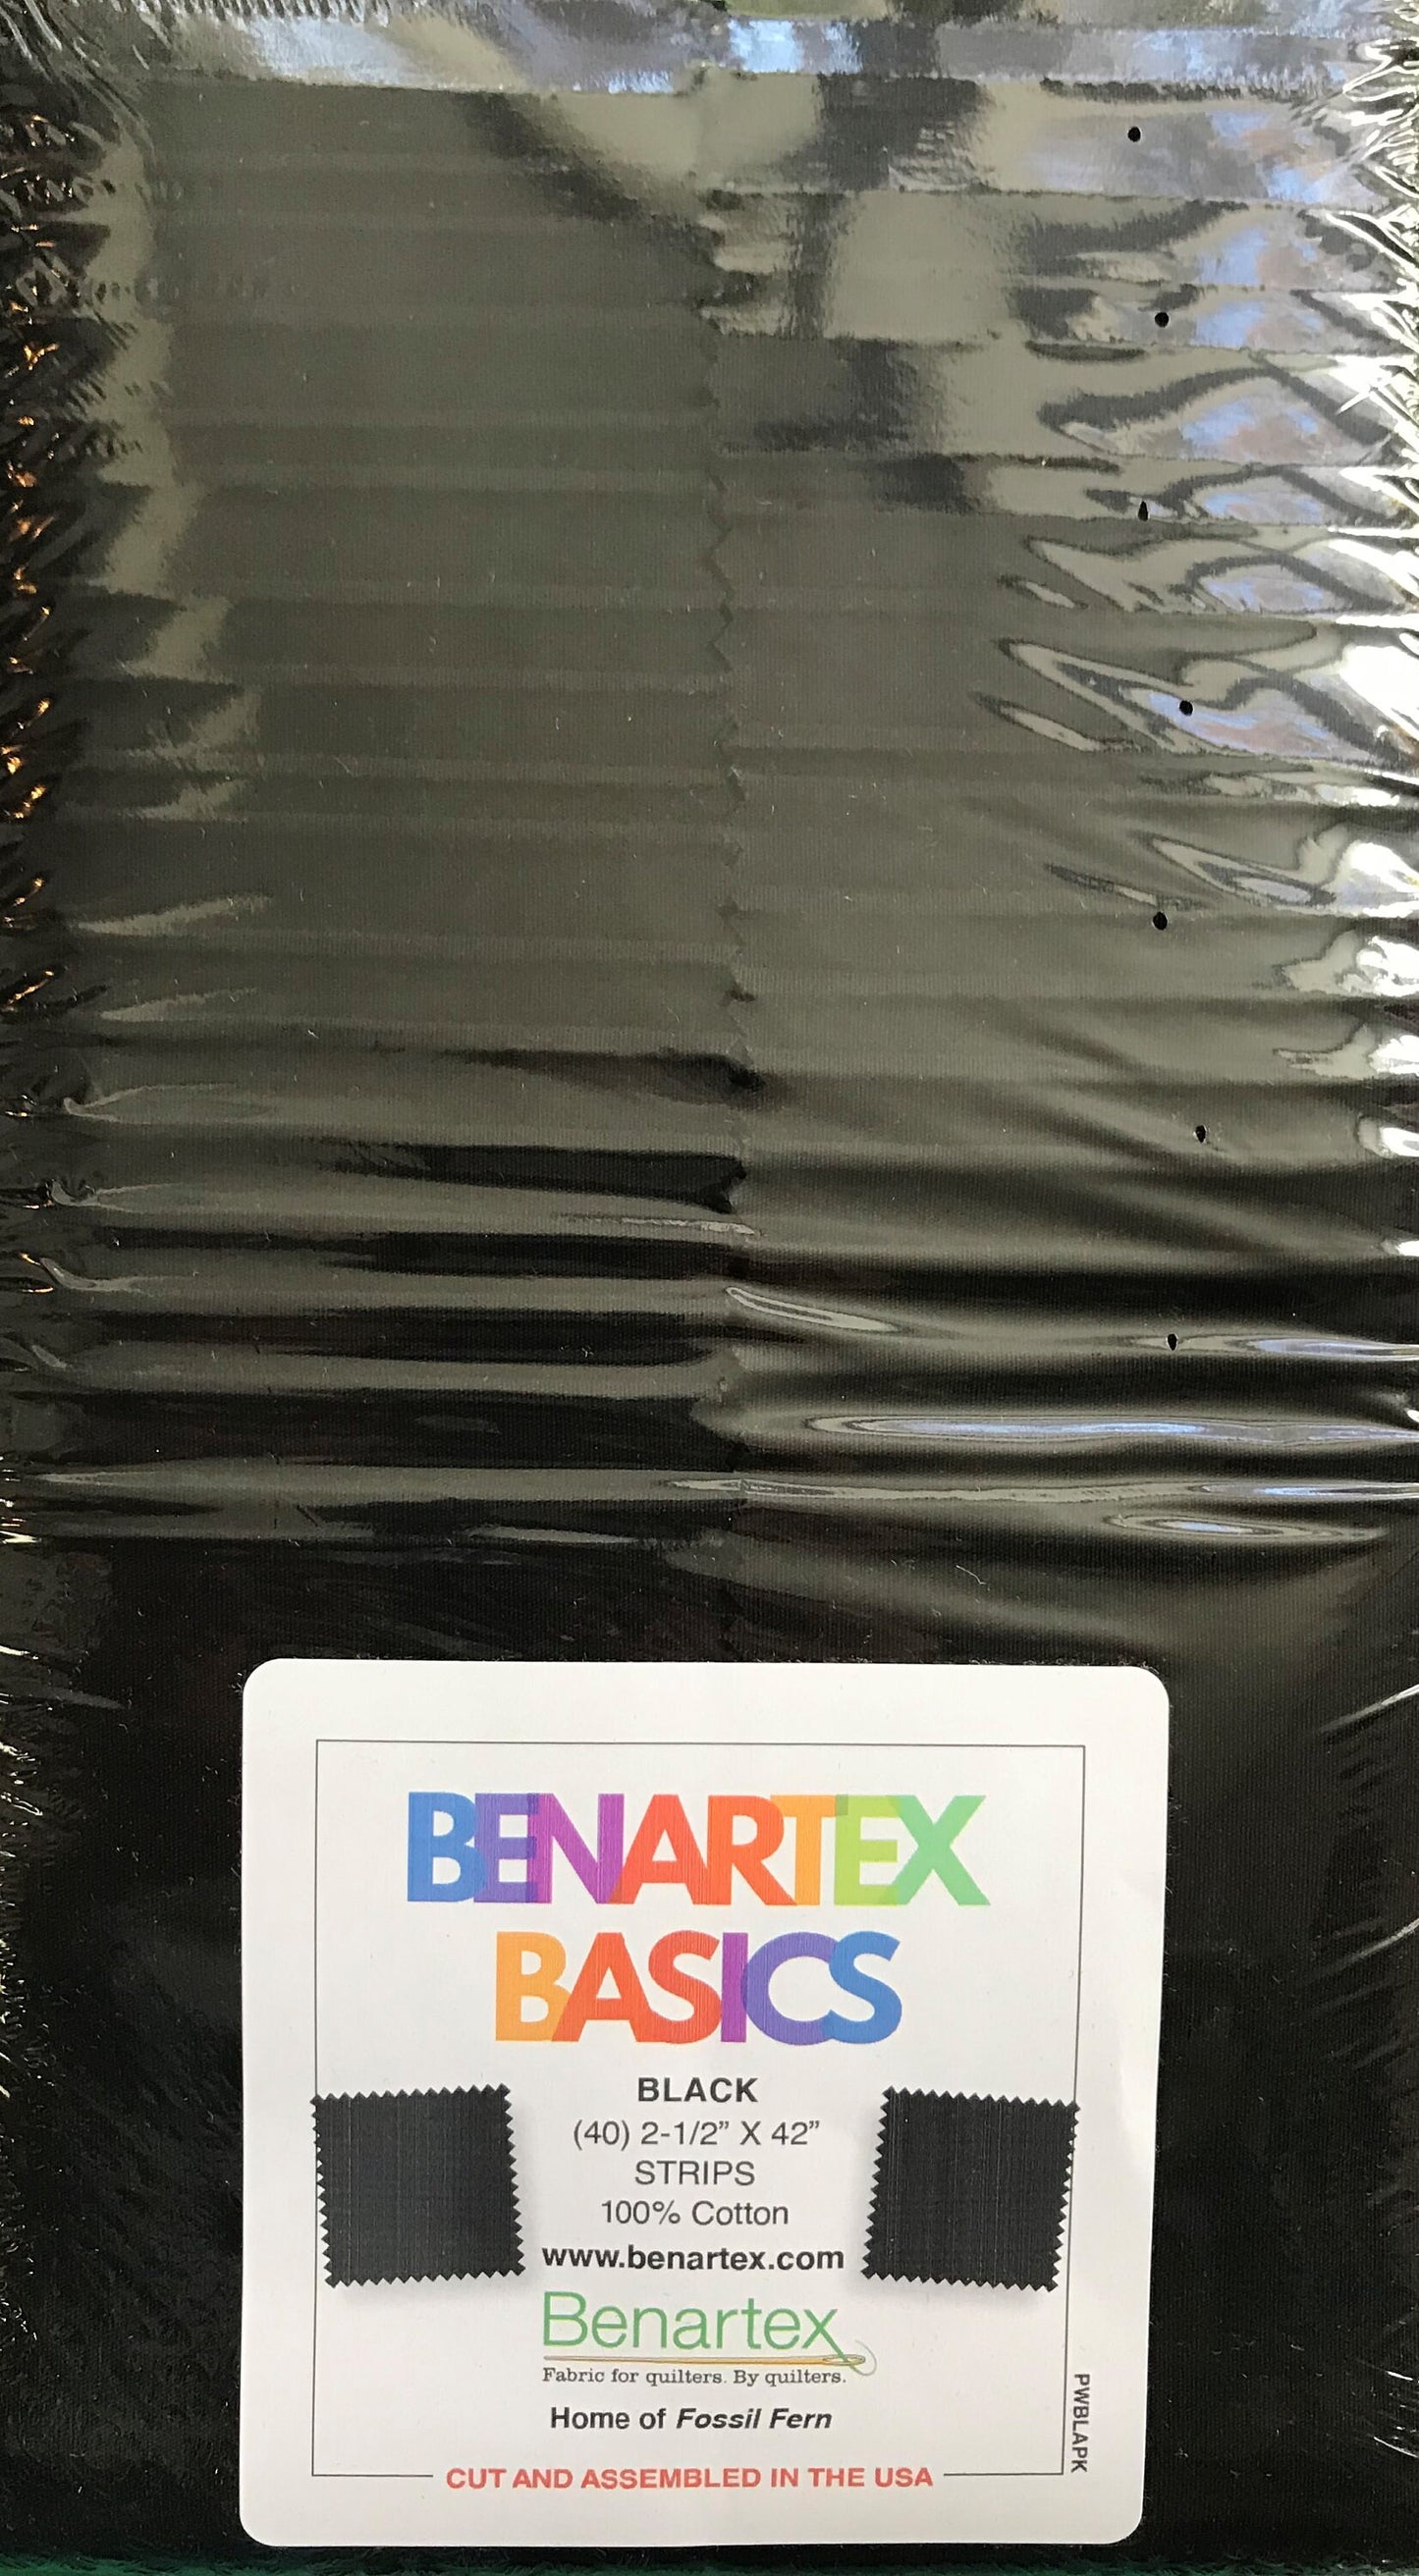 BENARTEX
BASICS
BLACK
(40) 2-1/2” X 42”
STRIPS
100% Cotton
www.benartex.com
Benartex
Fabric for quilters. By quilters.
Home of Fossil Fern
PWBLAPK
CUT AND ASSEMBLED IN THE USA